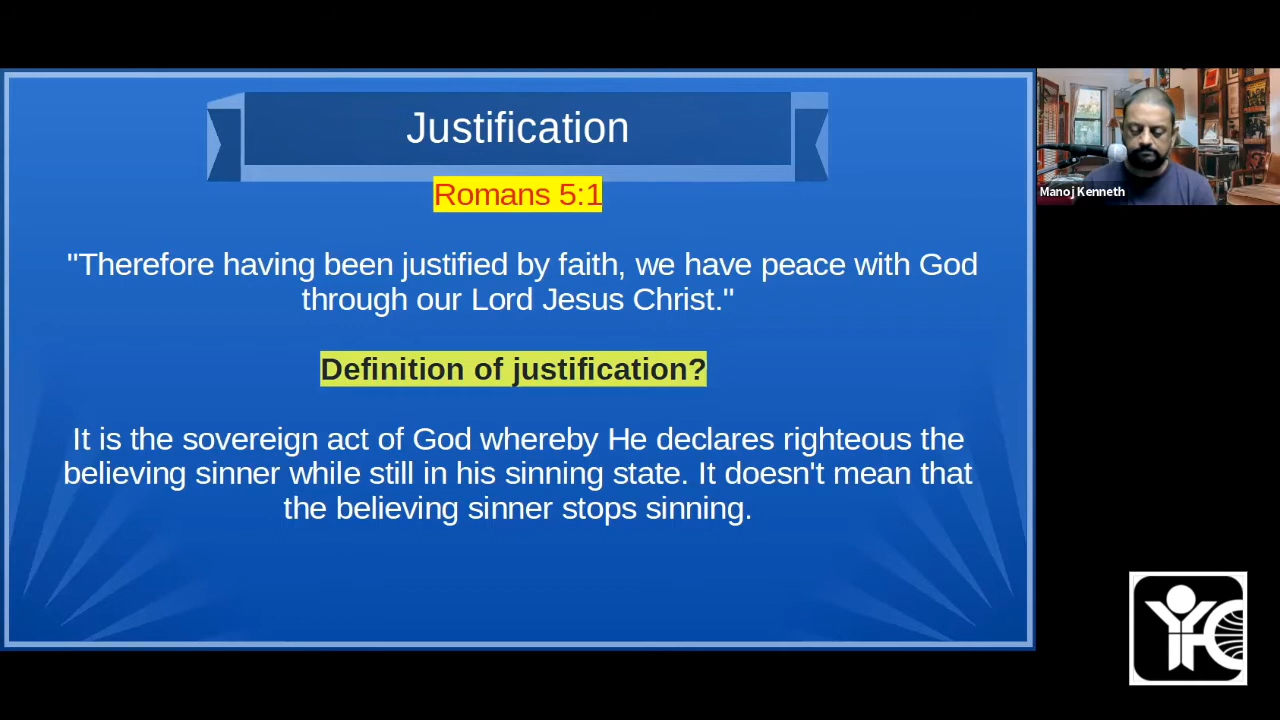 Justification
Romans 5:1
"Therefore having been justified by faith, we have peace with God
through our Lord Jesus Christ."
Definition of justification?
It is the sovereign act of God whereby He declares righteous the
believing sinner while still in his sinning state. It doesn't mean that
the believing sinner stops sinning.
Manoj Kenneth
YFC